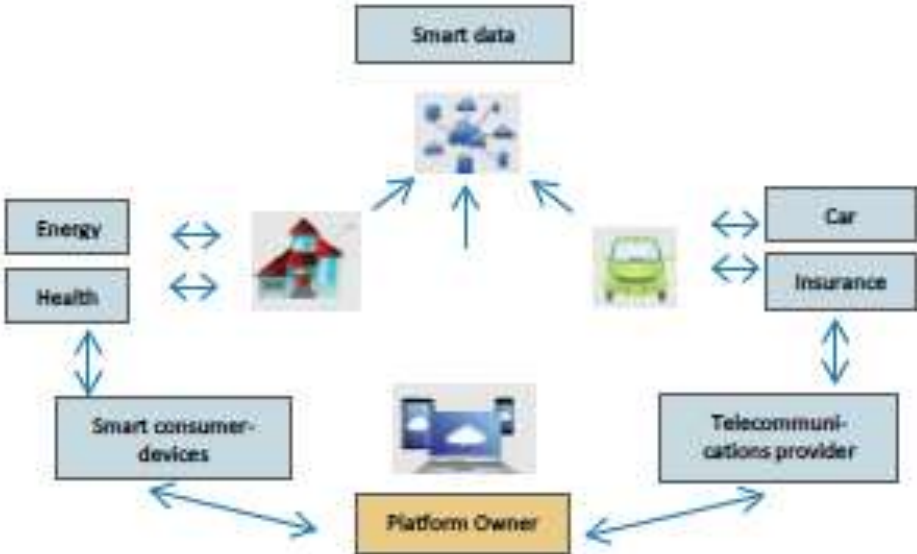 Smart data
Energy
Car
Health
Insurance
Smart consumer-
devices
Telecommuni-
cations provider
Platform Owner